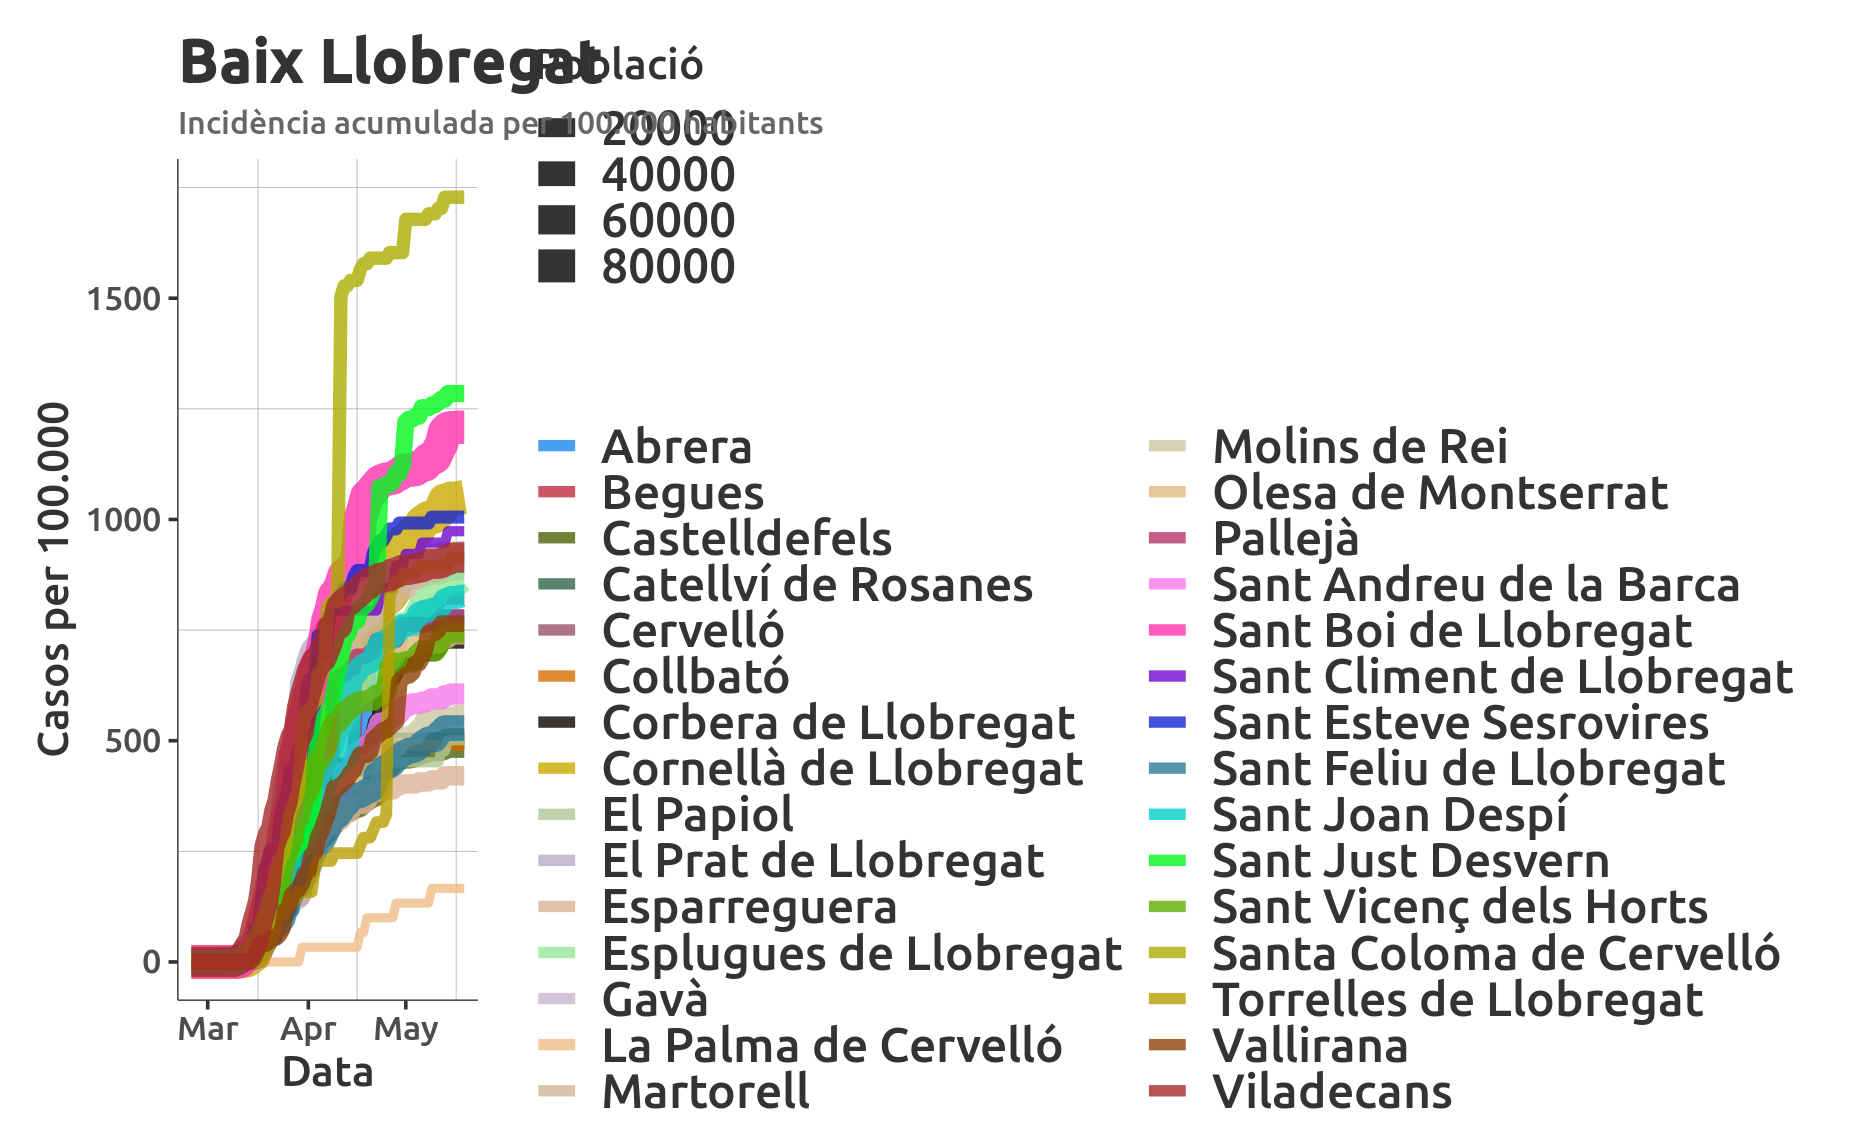 Baix Llobregat
Incidència acumulada per 100.000 habitants
Població
20000
40000
60000
80000
Casos per 100.000
1500
1000
500
0
Mar
Apr
May
Data
Abrera
Begues
Castelldefels
Catellví de Rosanes
Cervelló
Collbató
Corbera de Llobregat
Cornellà de Llobregat
El Papiol
El Prat de Llobregat
Esparreguera
Esplugues de Llobregat
Gavà
La Palma de Cervelló
Martorell
Molins de Rei
Olesa de Montserrat
Pallejà
Sant Andreu de la Barca
Sant Boi de Llobregat
Sant Climent de Llobregat
Sant Esteve Sesrovires
Sant Feliu de Llobregat
Sant Joan Despí
Sant Just Desvern
Sant Vicenç dels Horts
Santa Coloma de Cervelló
Torrelles de Llobregat
Vallirana
Viladecans